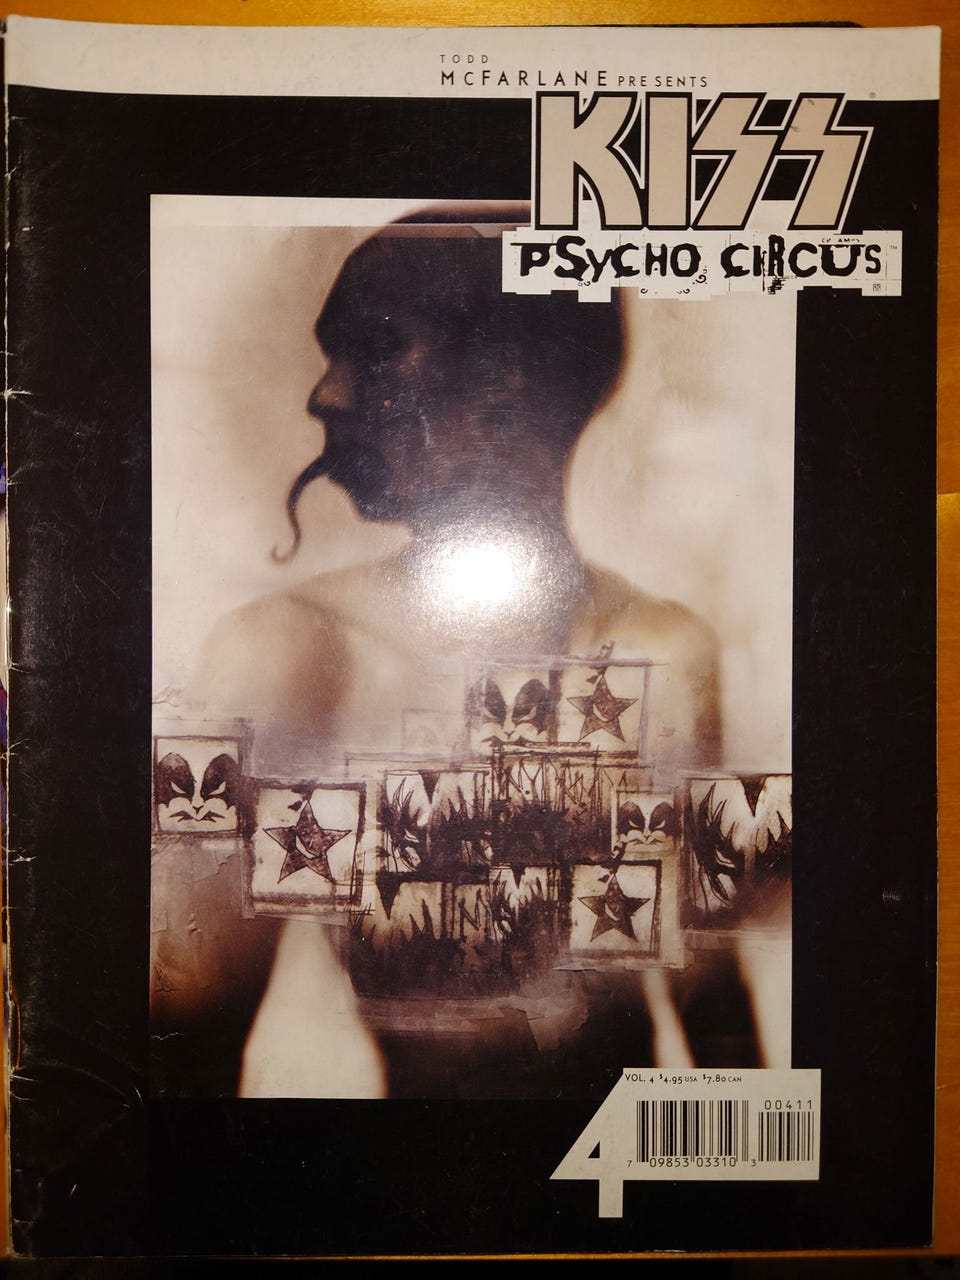 TODD
MCFARLANE PRESENTS
KISS ®
PSYCHO CIRCUS ™
VOL. 4 $4.95 USA $7.80 CAN
00411
4
7 09853 03310 3